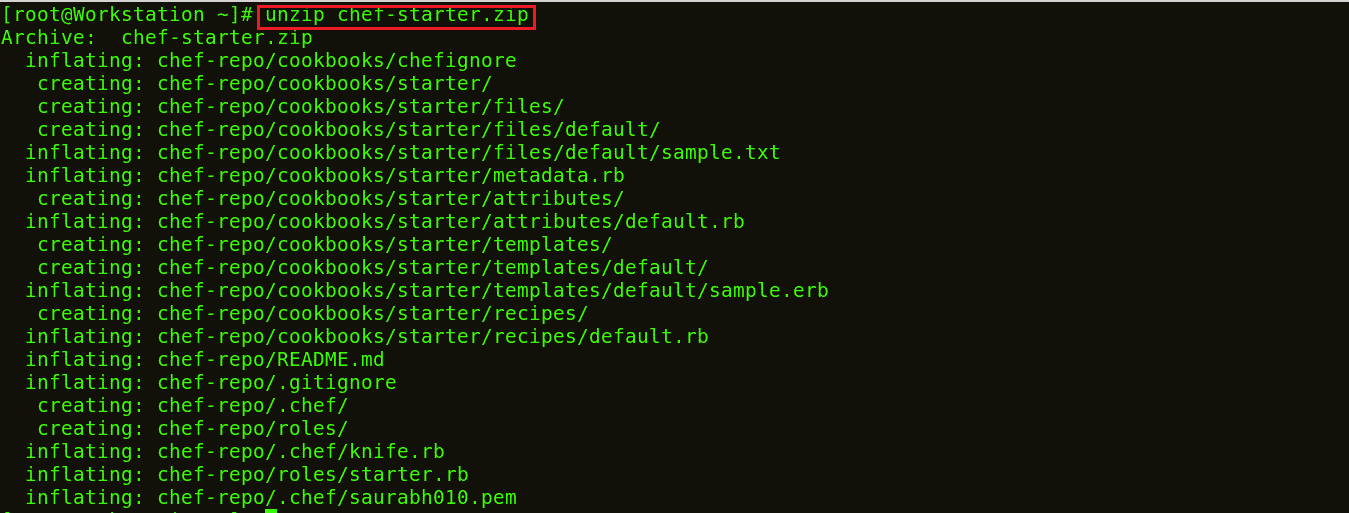 [root@Workstation ~]# unzip chef-starter.zip
Archive:  chef-starter.zip
  inflating: chef-repo/cookbooks/chefignore
   creating: chef-repo/cookbooks/starter/
   creating: chef-repo/cookbooks/starter/files/
   creating: chef-repo/cookbooks/starter/files/default/
  inflating: chef-repo/cookbooks/starter/files/default/sample.txt
  inflating: chef-repo/cookbooks/starter/metadata.rb
   creating: chef-repo/cookbooks/starter/attributes/
  inflating: chef-repo/cookbooks/starter/attributes/default.rb
   creating: chef-repo/cookbooks/starter/templates/
   creating: chef-repo/cookbooks/starter/templates/default/
  inflating: chef-repo/cookbooks/starter/templates/default/sample.erb
   creating: chef-repo/cookbooks/starter/recipes/
  inflating: chef-repo/cookbooks/starter/recipes/default.rb
  inflating: chef-repo/README.md
  inflating: chef-repo/.gitignore
   creating: chef-repo/.chef/
   creating: chef-repo/roles/
  inflating: chef-repo/.chef/knife.rb
  inflating: chef-repo/roles/starter.rb
  inflating: chef-repo/.chef/saurabh010.pem